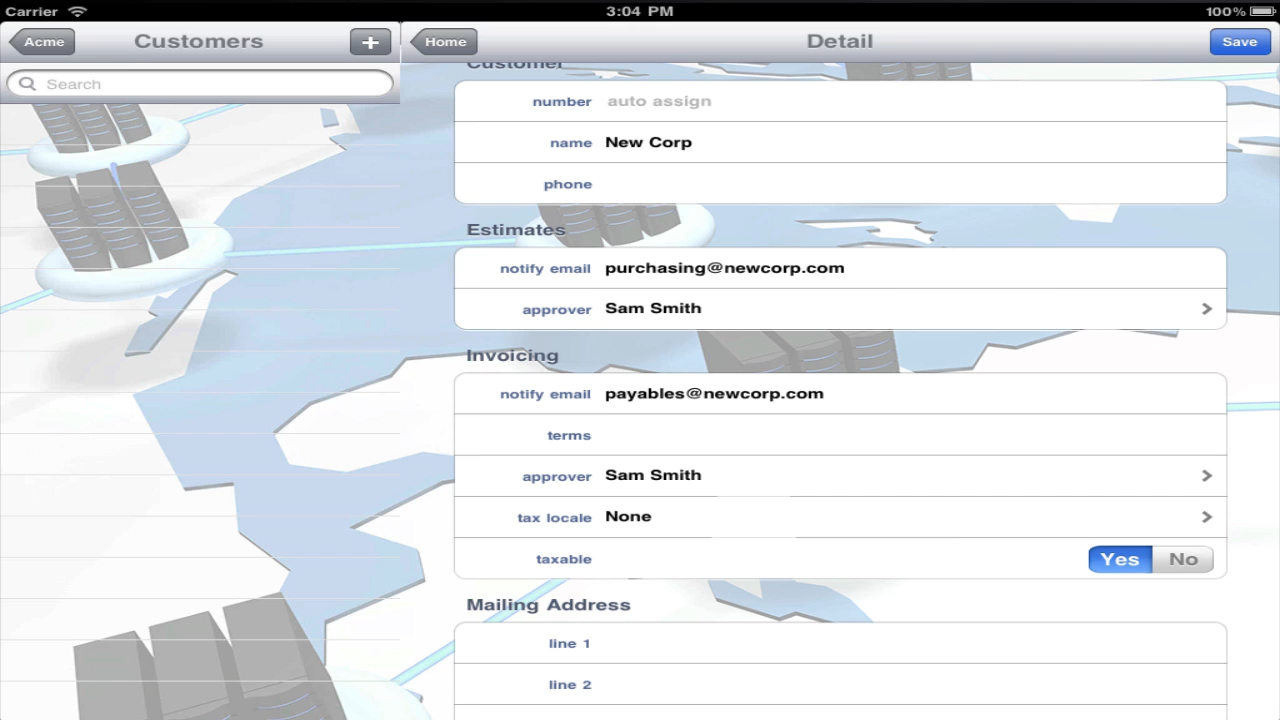 Carrier 3:04 PM 100%
Acme Customers +
Search
Home Detail Save
Customer
number auto assign
name New Corp
phone
Estimates
notify email purchasing@newcorp.com
approver Sam Smith
Invoicing
notify email payables@newcorp.com
terms
approver Sam Smith
tax locale None
taxable Yes No
Mailing Address
line 1
line 2